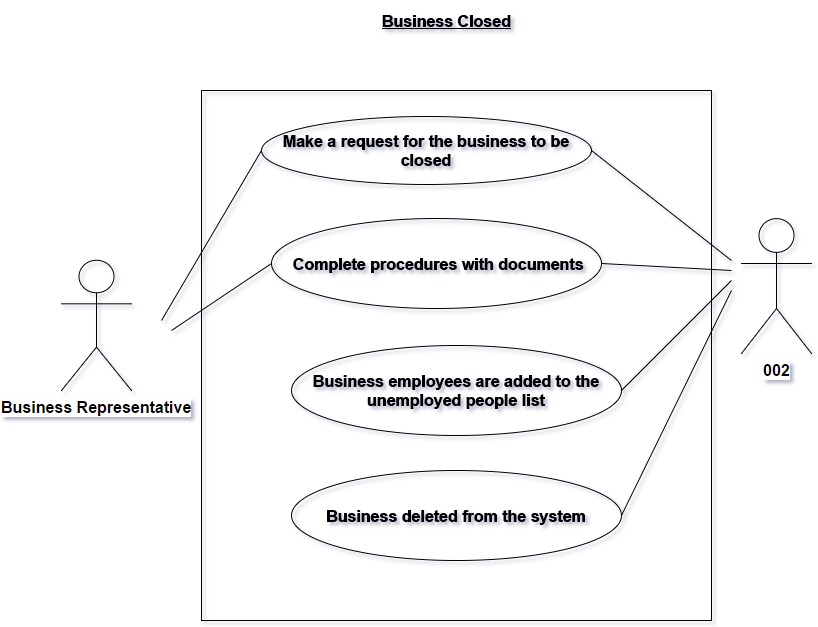 Business Closed
Make a request for the business to be
closed
Complete procedures with documents
Business employees are added to the
unemployed people list
Business deleted from the system
Business Representative
002